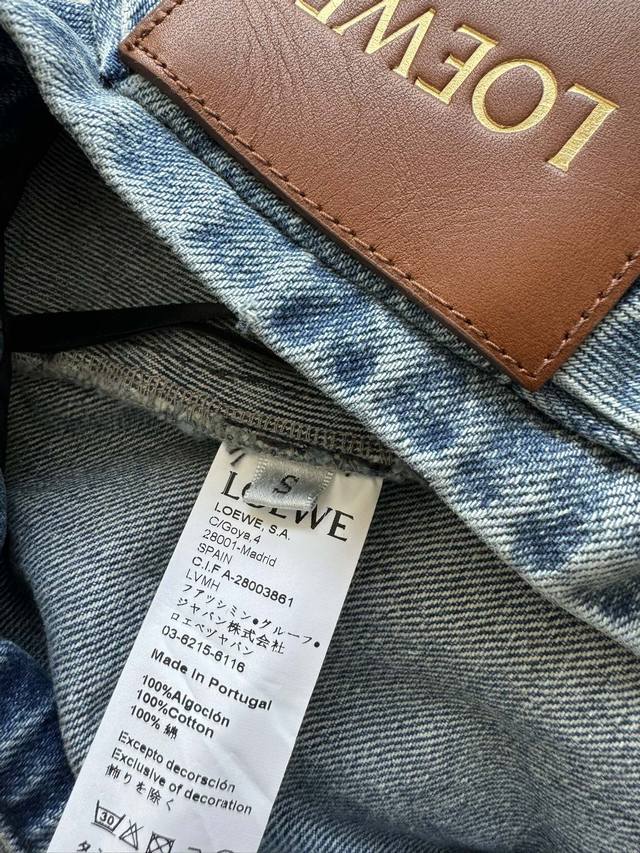 LOEWE
S
LOEWE
LOEWE, S.A.
C/Goya,4
28001-Madrid
SPAIN
C.I.F A-28003861
LVMH
ファッション・グループ・
ジャパン株式会社
ロエベジャパン
03-6215-6116
Made in Portugal
100%Algodón
100%Cotton
100% 綿
Excepto decorsción
Exclusive of decoration
飾りを除く
30